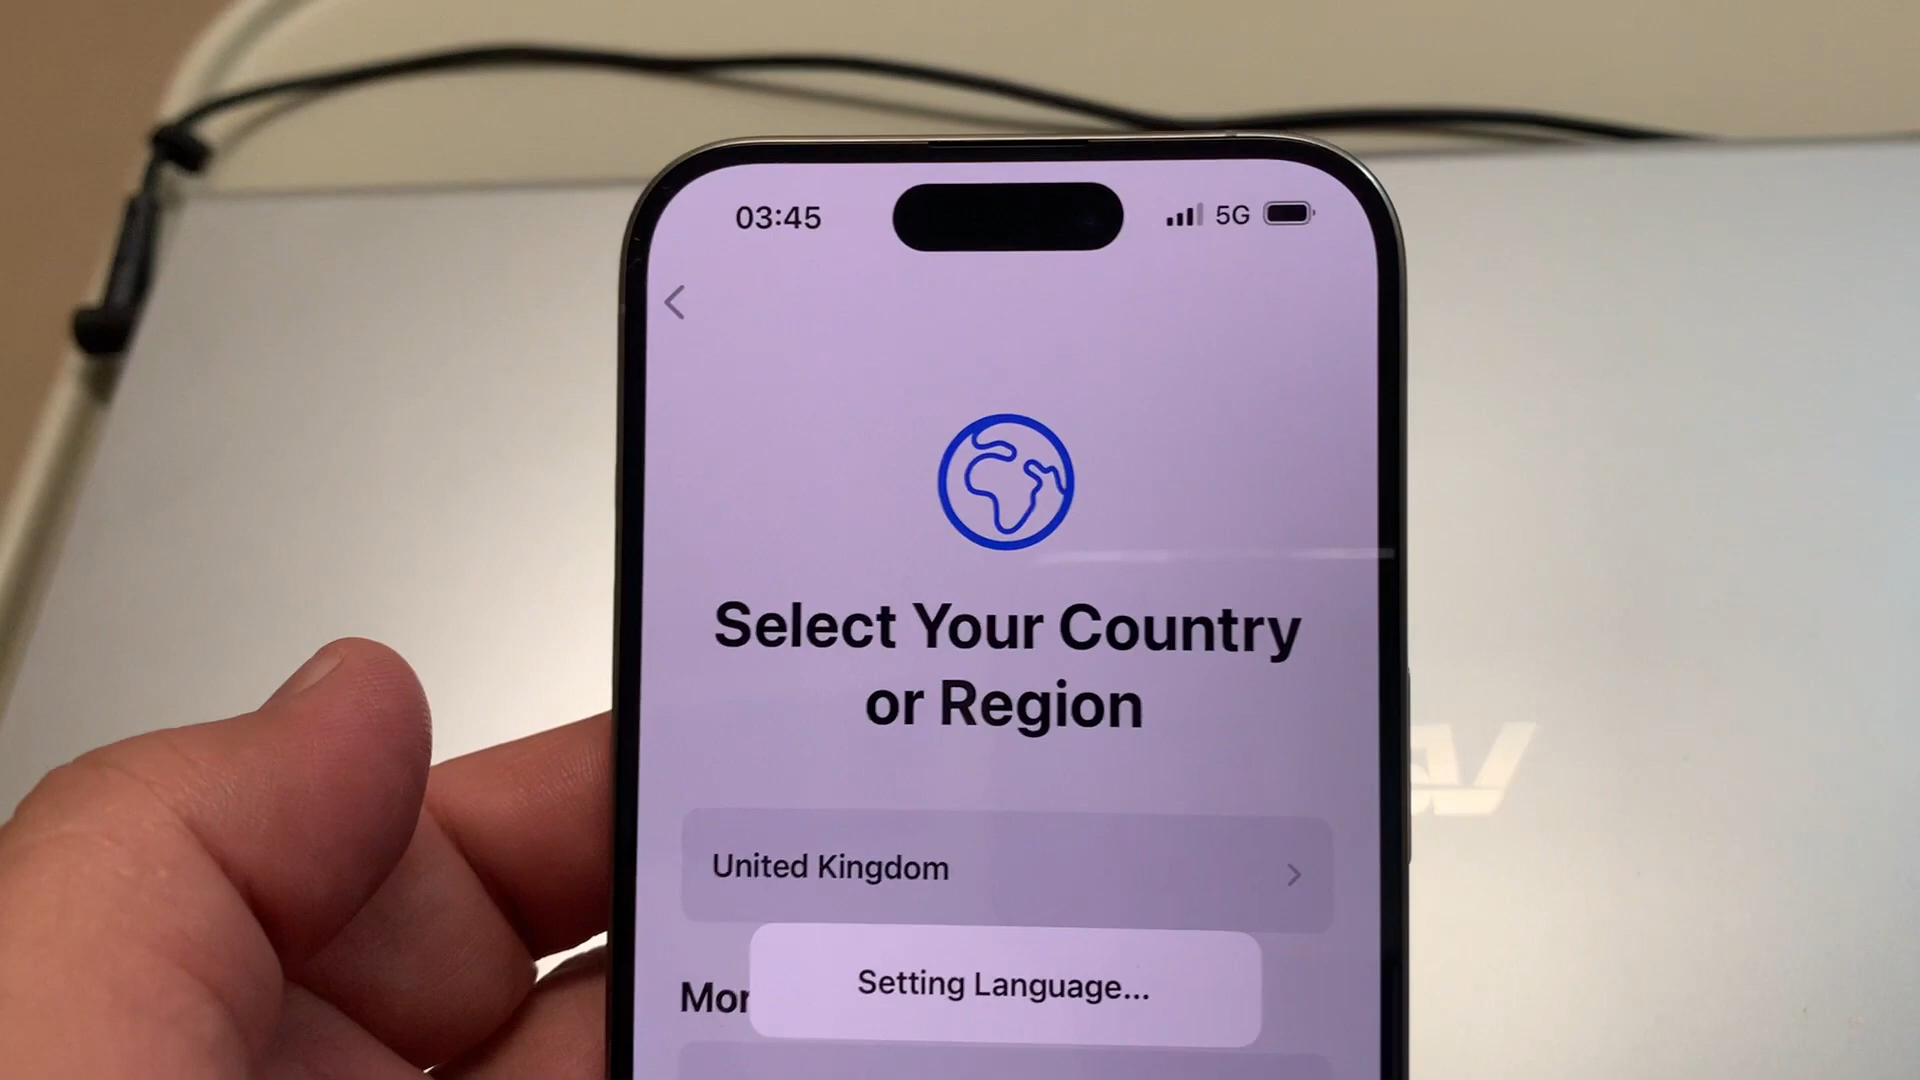 03:45
5G
Select Your Country
or Region
United Kingdom
Setting Language...